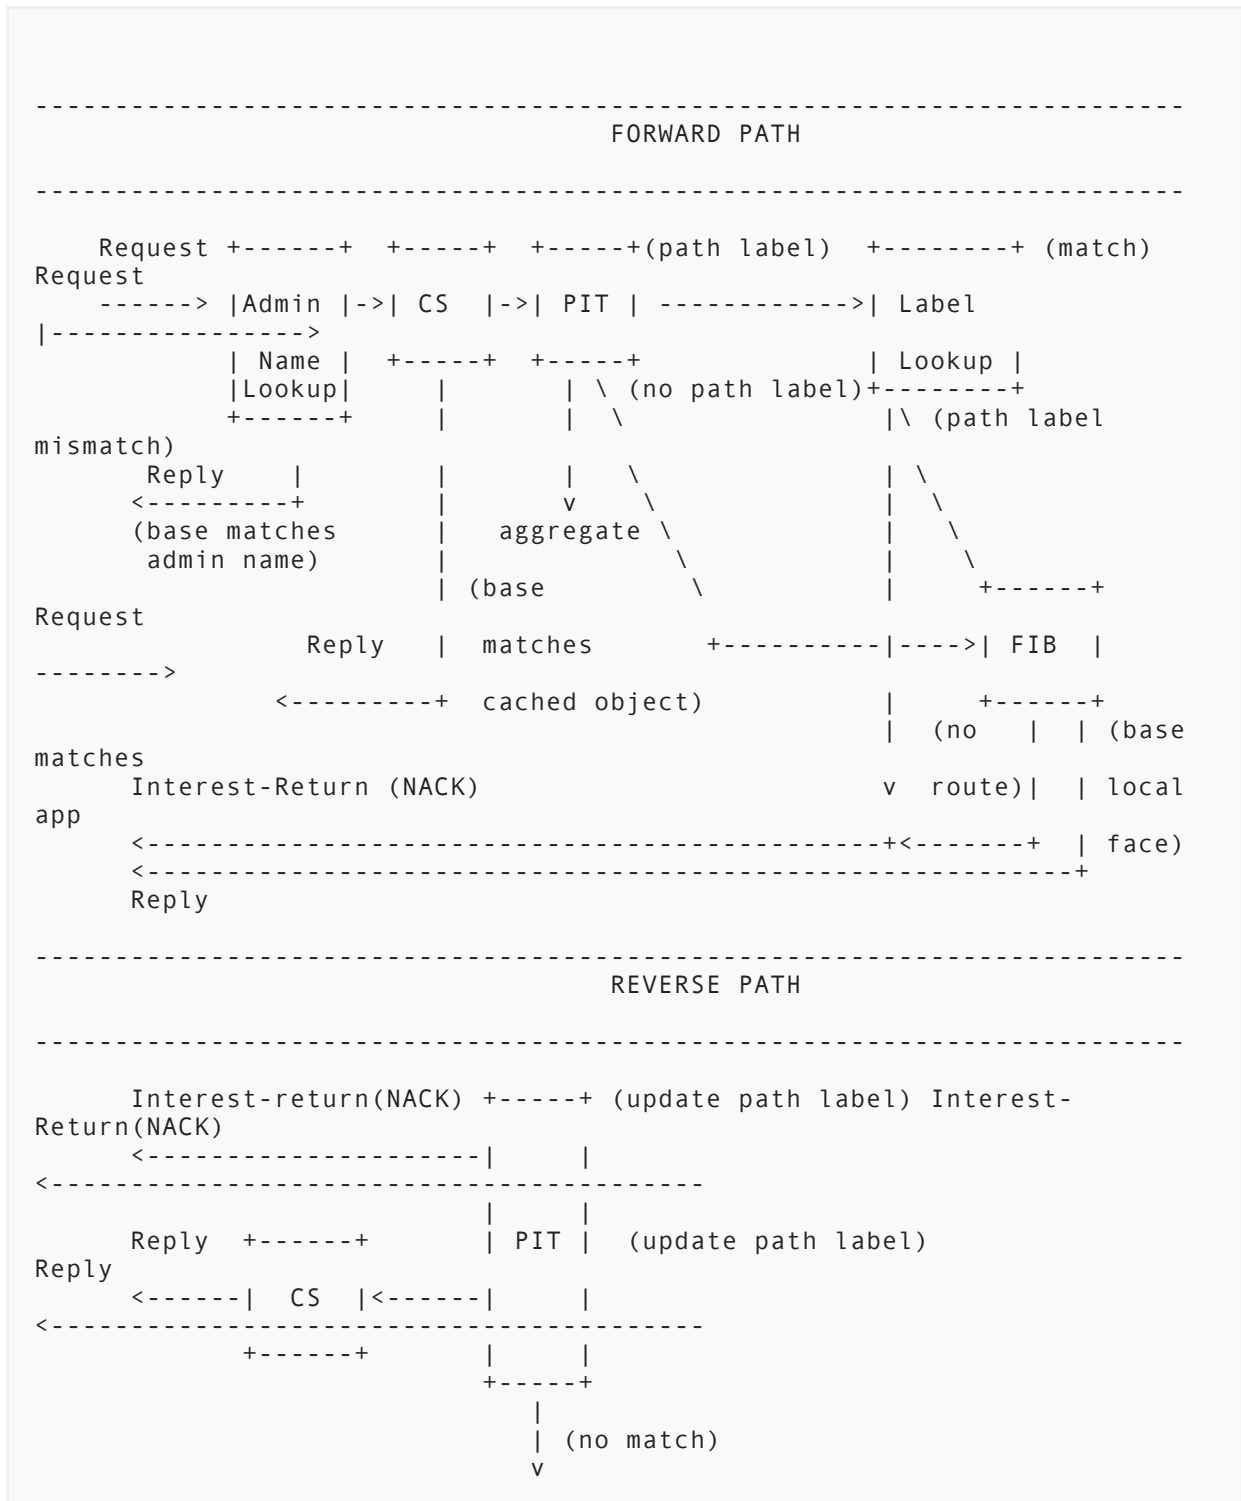 ------------------------------------------------------------------------
                                    FORWARD PATH

------------------------------------------------------------------------

    Request +------+  +-----+  +-----+(path label)  +--------+ (match)
Request
    ------> |Admin |->| CS  |->| PIT | ------------>| Label
|---------------->
            | Name |  +-----+  +-----+              | Lookup |
            |Lookup|     |       | \ (no path label)+--------+
            +------+     |       |  \                |\ (path label
mismatch)
       Reply    |        |       |   \               | \
      <---------+        |       v    \              |  \
      (base matches      |   aggregate \             |   \
       admin name)       |              \            |    \
                         | (base         \           |     +------+
Request
                 Reply   |  matches       +----------|---->| FIB  |
-------->
               <---------+  cached object)           |     +------+
                                                     |  (no   |  | (base
matches
      Interest-Return (NACK)                         v  route)|  | local
app
      <----------------------------------------------+<-------+  | face)
      <----------------------------------------------------------+
      Reply

------------------------------------------------------------------------
                                    REVERSE PATH

------------------------------------------------------------------------

      Interest-return(NACK) +-----+ (update path label) Interest-
Return(NACK)
      <---------------------|     |
<-----------------------------------------
                            |     |
      Reply  +------+       | PIT |  (update path label)
Reply
      <------|  CS  |<------|     |
<-----------------------------------------
             +------+       |     |
                            +-----+
                               |
                               | (no match)
                               v